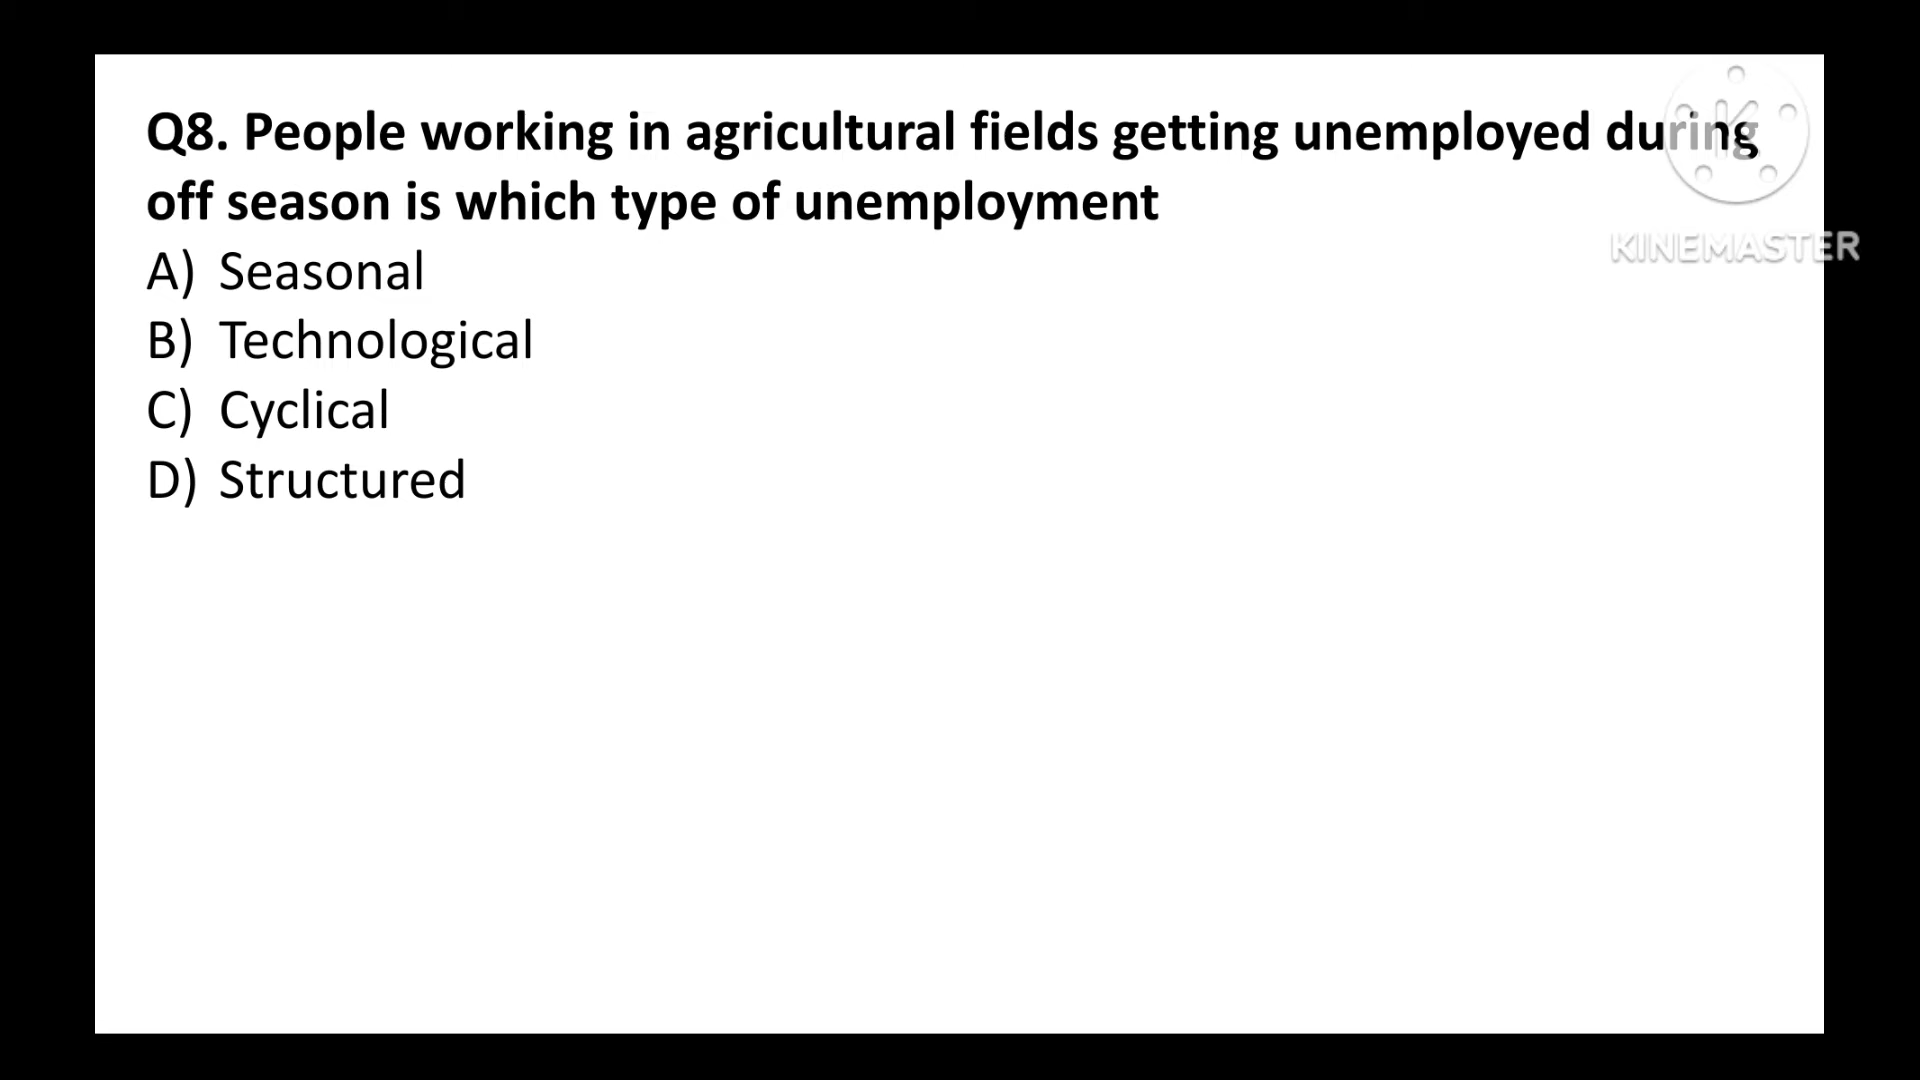 Q8. People working in agricultural fields getting unemployed during
off season is which type of unemployment
A) Seasonal
B) Technological
C) Cyclical
D) Structured
K
KINEMASTER